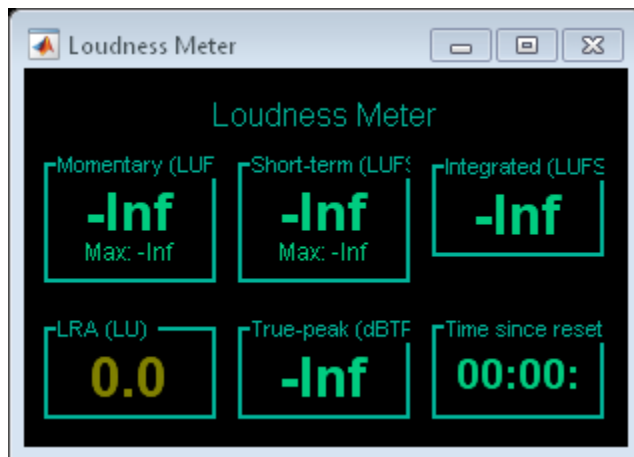 Loudness Meter
Loudness Meter
Momentary (LUF
Short-term (LUFS
Integrated (LUFS
-Inf
-Inf
-Inf
Max: -Inf
Max: -Inf
LRA (LU)
True-peak (dBTP
Time since reset
0.0
-Inf
00:00: